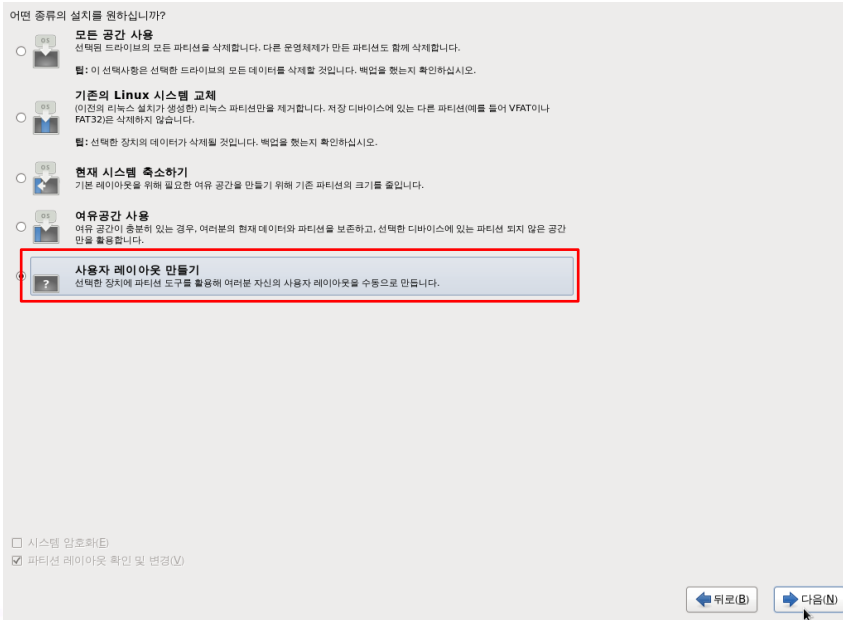 어떤 종류의 설치를 원하십니까?
OS
모든 공간 사용
선택된 드라이브의 모든 파티션을 삭제합니다. 다른 운영체제가 만든 파티션도 함께 삭제합니다.
팁: 이 선택사항은 선택한 드라이브의 모든 데이터를 삭제할 것입니다. 백업을 했는지 확인하십시오.
OS
기존의 Linux 시스템 교체
(이전의 리눅스 설치가 생성한) 리눅스 파티션만을 제거합니다. 저장 디바이스에 있는 다른 파티션(예를 들어 VFAT이나
FAT32)은 삭제하지 않습니다.
팁: 선택한 장치의 데이터가 삭제될 것입니다. 백업을 했는지 확인하십시오.
OS
현재 시스템 축소하기
기본 레이아웃을 위해 필요한 여유 공간을 만들기 위해 기존 파티션의 크기를 줄입니다.
OS
여유공간 사용
여유 공간이 충분히 있는 경우, 여러분의 현재 데이터와 파티션을 보존하고, 선택한 디바이스에 있는 파티션 되지 않은 공간
만을 활용합니다.
?
사용자 레이아웃 만들기
선택한 장치에 파티션 도구를 활용해 여러분 자신의 사용자 레이아웃을 수동으로 만듭니다.
시스템 암호화(E)
파티션 레이아웃 확인 및 변경(V)
뒤로(B)
다음(N)